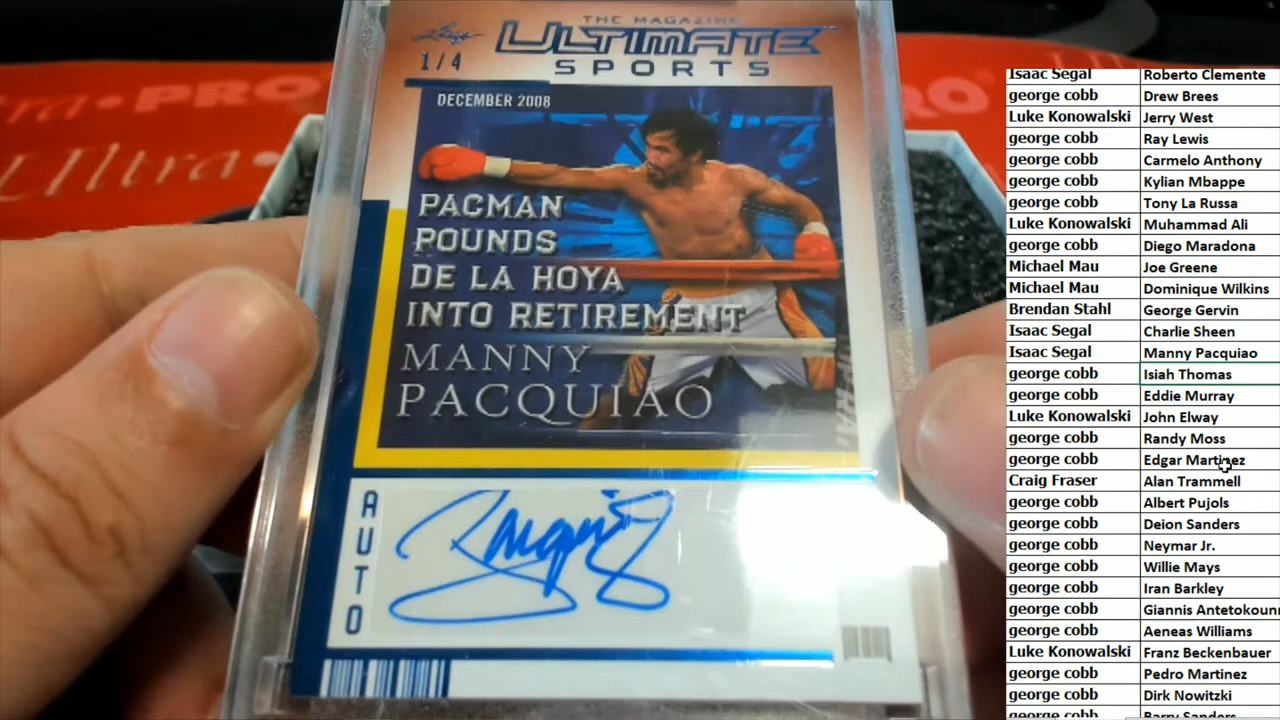 THE MAGAZINE
Leaf
ULTIMATE
1/4
SPORTS
DECEMBER 2008
PACMAN
POUNDS
DE LA HOYA
INTO RETIREMENT
MANNY
PACQUIAO
AUTO
PRO
Ultra
Isaac Segal Roberto Clemente
george cobb Drew Brees
Luke Konowalski Jerry West
george cobb Ray Lewis
george cobb Carmelo Anthony
george cobb Kylian Mbappe
george cobb Tony La Russa
Luke Konowalski Muhammad Ali
george cobb Diego Maradona
Michael Mau Joe Greene
Michael Mau Dominique Wilkins
Brendan Stahl George Gervin
Isaac Segal Charlie Sheen
Isaac Segal Manny Pacquiao
george cobb Isiah Thomas
george cobb Eddie Murray
Luke Konowalski John Elway
george cobb Randy Moss
george cobb Edgar Martinez
Craig Fraser Alan Trammell
george cobb Albert Pujols
george cobb Deion Sanders
george cobb Neymar Jr.
george cobb Willie Mays
george cobb Iran Barkley
george cobb Giannis Antetokoun
george cobb Aeneas Williams
Luke Konowalski Franz Beckenbauer
george cobb Pedro Martinez
george cobb Dirk Nowitzki
george cobb Barry Sanders